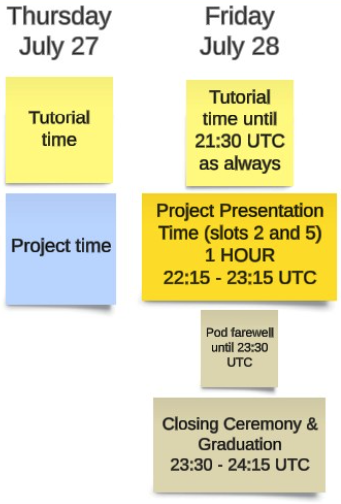 Thursday
July 27
Tutorial
time
Project time
Friday
July 28
Tutorial
time until
21:30 UTC
as always
Project Presentation
Time (slots 2 and 5)
1 HOUR
22:15 - 23:15 UTC
Pod farewell
until 23:30
UTC
Closing Ceremony &
Graduation
23:30 - 24:15 UTC